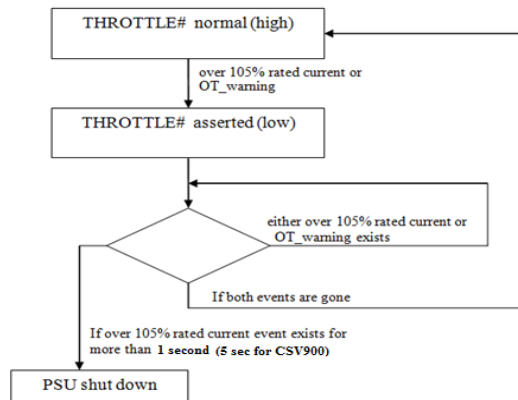 THROTTLE# normal (high)
over 105% rated current or
OT_warning
THROTTLE# asserted (low)
either over 105% rated current or
OT_warning exists
If both events are gone
If over 105% rated current event exists for
more than 1 second (5 sec for CSV900)
PSU shut down